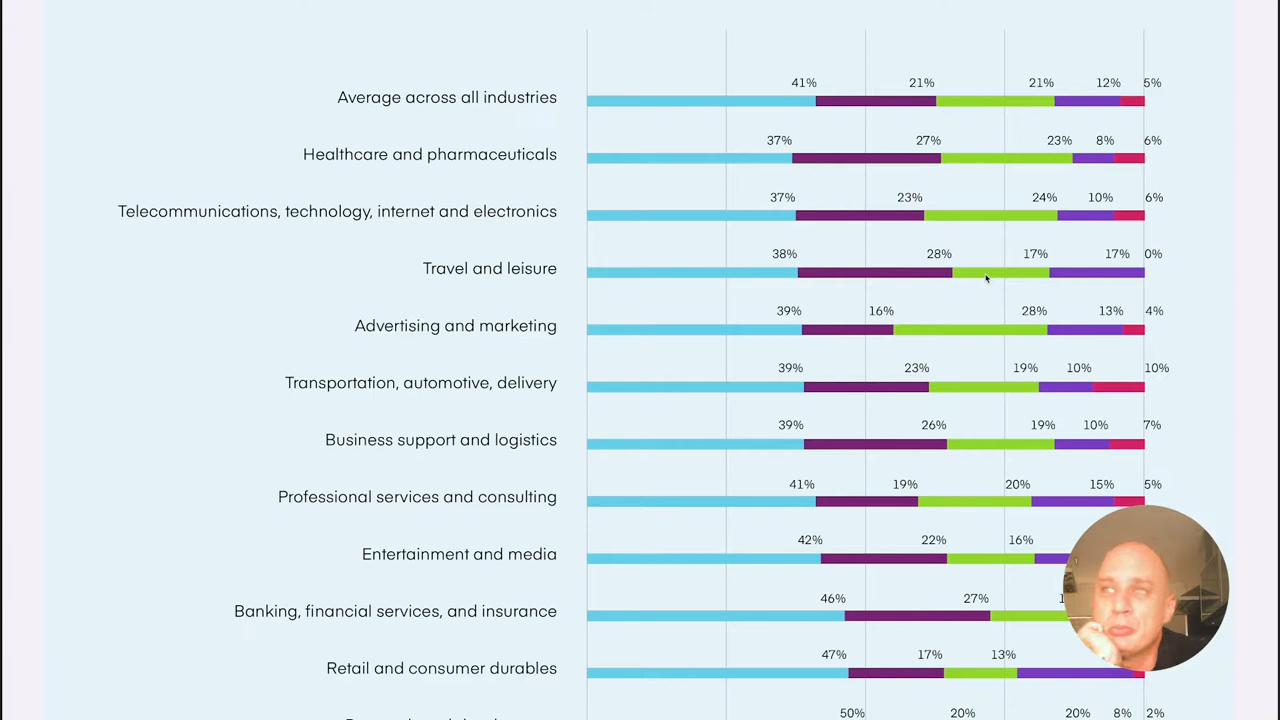 41% 21% 21% 12% 5%
Average across all industries
37% 27% 23% 8% 6%
Healthcare and pharmaceuticals
37% 23% 24% 10% 6%
Telecommunications, technology, internet and electronics
38% 28% 17% 17% 0%
Travel and leisure
39% 16% 28% 13% 4%
Advertising and marketing
39% 23% 19% 10% 10%
Transportation, automotive, delivery
39% 26% 19% 10% 7%
Business support and logistics
41% 19% 20% 15% 5%
Professional services and consulting
42% 22% 16%
Entertainment and media
46% 27%
Banking, financial services, and insurance
47% 17% 13%
Retail and consumer durables
50% 20% 20% 8% 2%